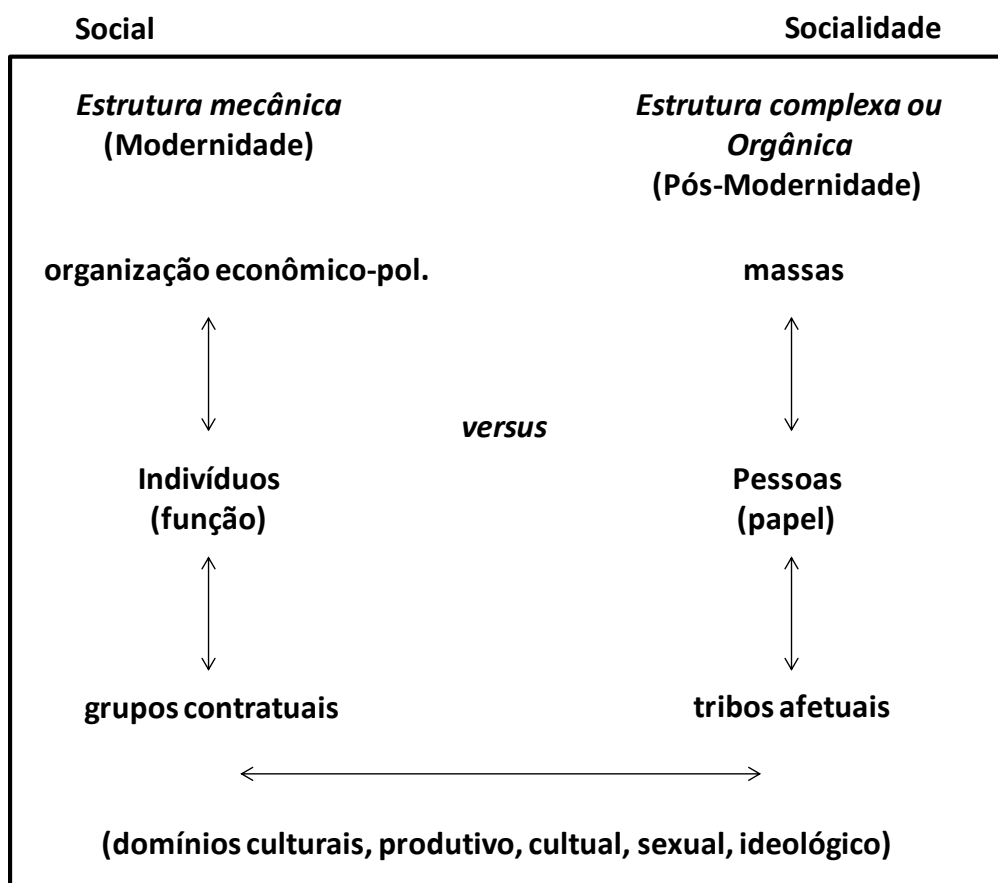 Social
Socialidade
Estrutura mecânica
(Modernidade)
Estrutura complexa ou
Orgânica
(Pós-Modernidade)
organização econômico-pol.
massas
versus
Indivíduos
(função)
Pessoas
(papel)
grupos contratuais
tribos afetuais
(domínios culturais, produtivo, cultual, sexual, ideológico)